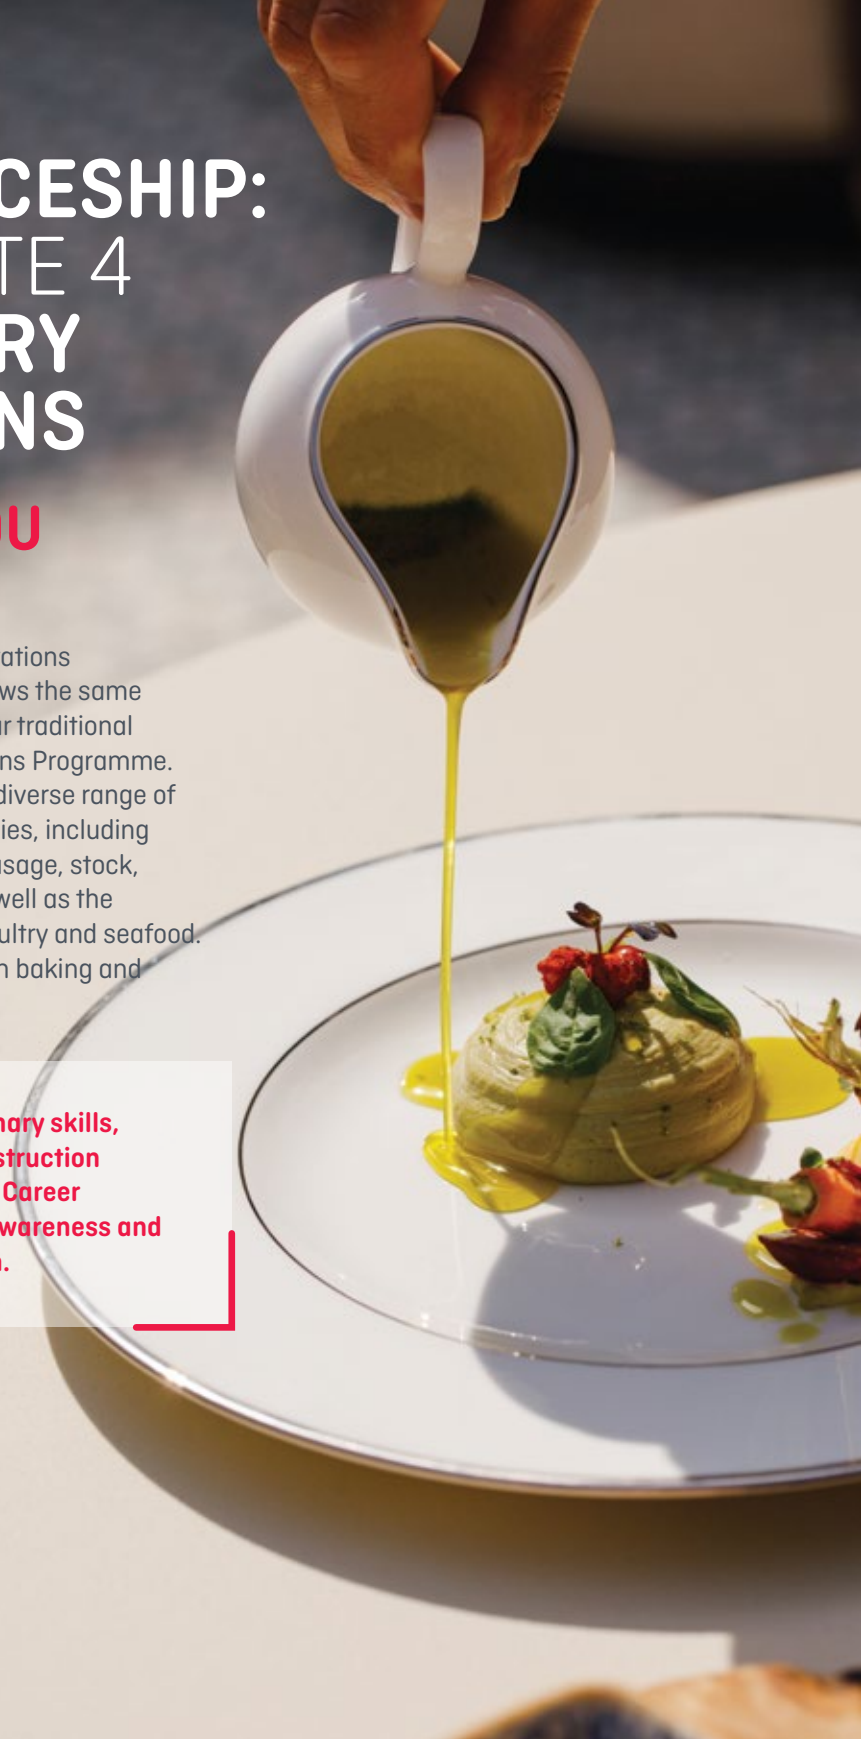 CESHIP:
TE 4
RY
NS
OU
ations
ws the same
r traditional
ns Programme.
diverse range of
ies, including
sage, stock,
well as the
ultry and seafood.
n baking and
nary skills,
struction
Career
wareness and
.